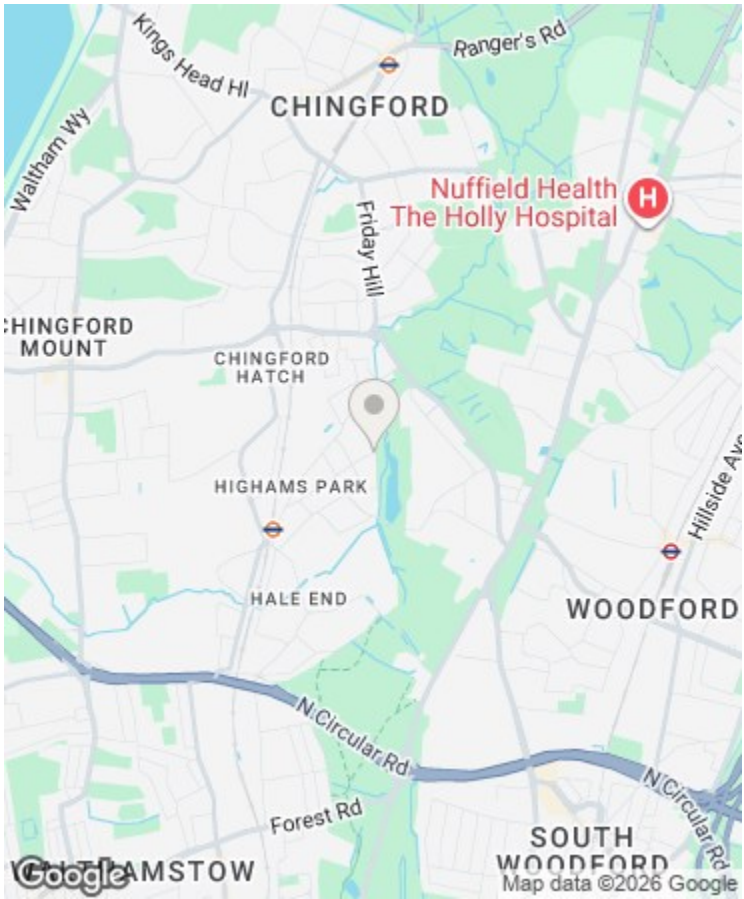 Kings Head Hl
Ranger's Rd
CHINGFORD
Waltham Wy
Nuffield Health
The Holly Hospital
H
Friday Hill
CHINGFORD
MOUNT
CHINGFORD
HATCH
HIGHAMS PARK
Hillside Ave
HALE END
WOODFORD
N Circular Rd
N Circular Rd
Forest Rd
SOUTH
WOODFORD
WALTHAMSTOW
Google
Map data ©2026 Google